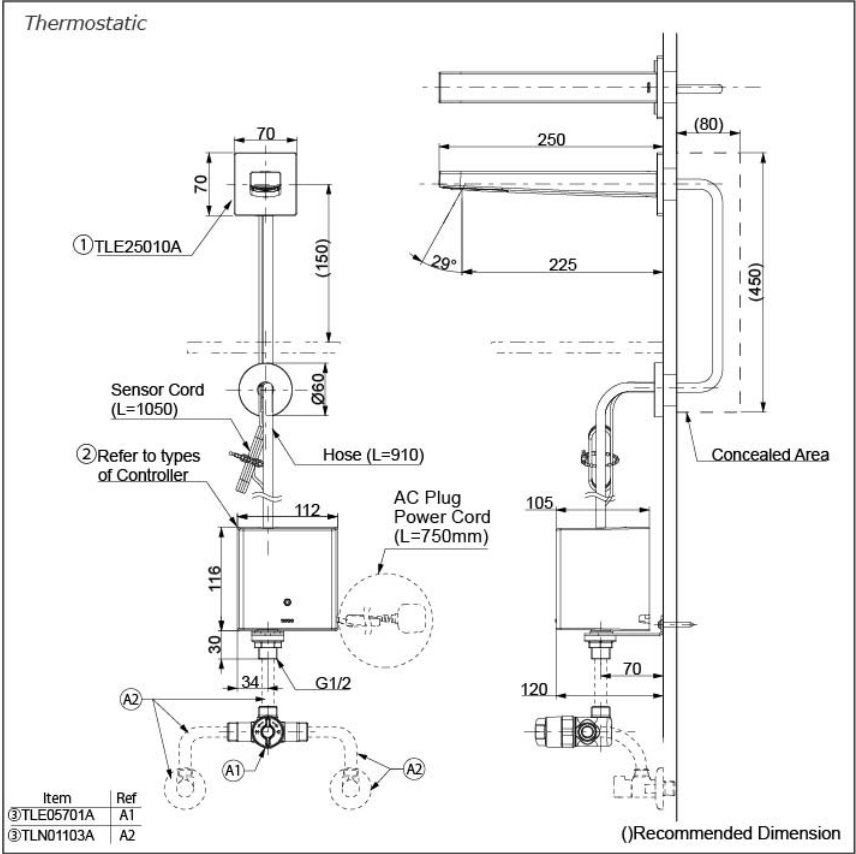 Thermostatic
70
70
①TLE25010A
(150)
250
(80)
29°
225
(450)
Sensor Cord
(L=1050)
Ø60
②Refer to types
of Controller
Hose (L=910)
Concealed Area
112
AC Plug
Power Cord
(L=750mm)
105
116
30
34
G1/2
70
120
A2
A1
A2
Item Ref
③TLE05701A A1
③TLN01103A A2
()Recommended Dimension